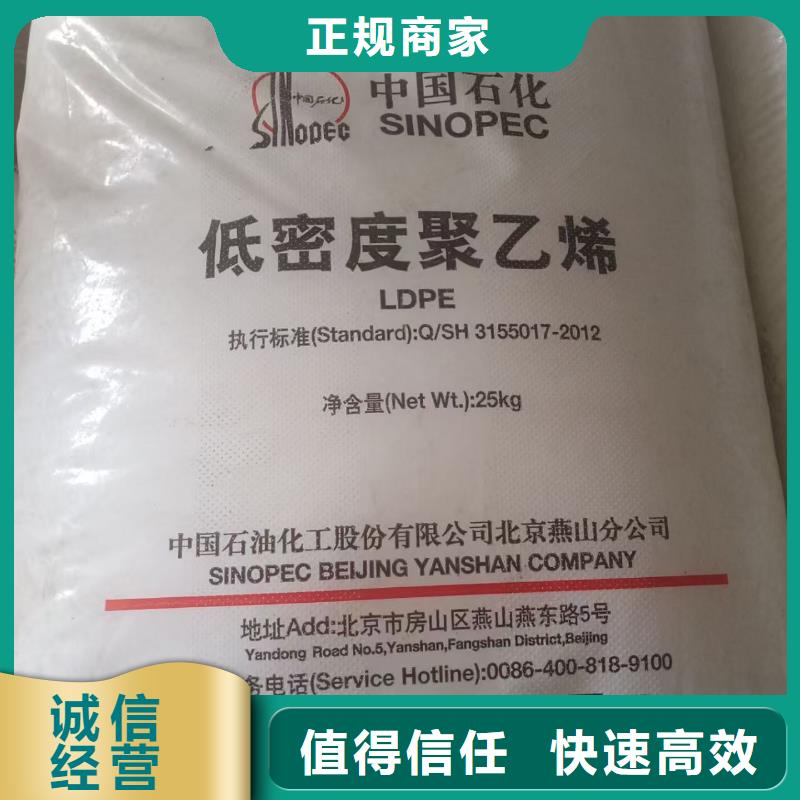 正规商家
中国石化
SINOPEC
中国石化
SINOPEC
低密度聚乙烯
LDPE
执行标准(Standard):Q/SH 3155017-2012
净含量(Net Wt.):25kg
中国石油化工股份有限公司北京燕山分公司
SINOPEC BEIJING YANSHAN COMPANY
地址Add:北京市房山区燕山燕东路5号
Yandong Road No.5,Yanshan,Fangshan District,Beijing
务电话(Service Hotline):0086-400-818-9100
诚信
经营
值得信任 快速高效